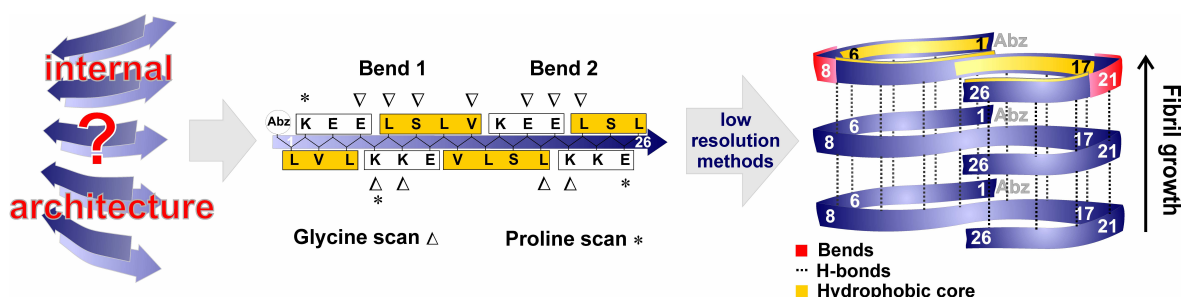 internal
?
architecture
Bend 1 Bend 2
* Δ Δ Δ Δ Δ Δ Δ
Abz K E E L S L V K E E L S L
1 26
L V L K K E V L S L K K E
Δ Δ Δ Δ
* *
Glycine scan Δ Proline scan *
low
resolution
methods
6 1 Abz
8 17 21
26
6 1 Abz
8 21
26
6 1 Abz
8 17 21
26
Fibril growth
Bends
H-bonds
Hydrophobic core